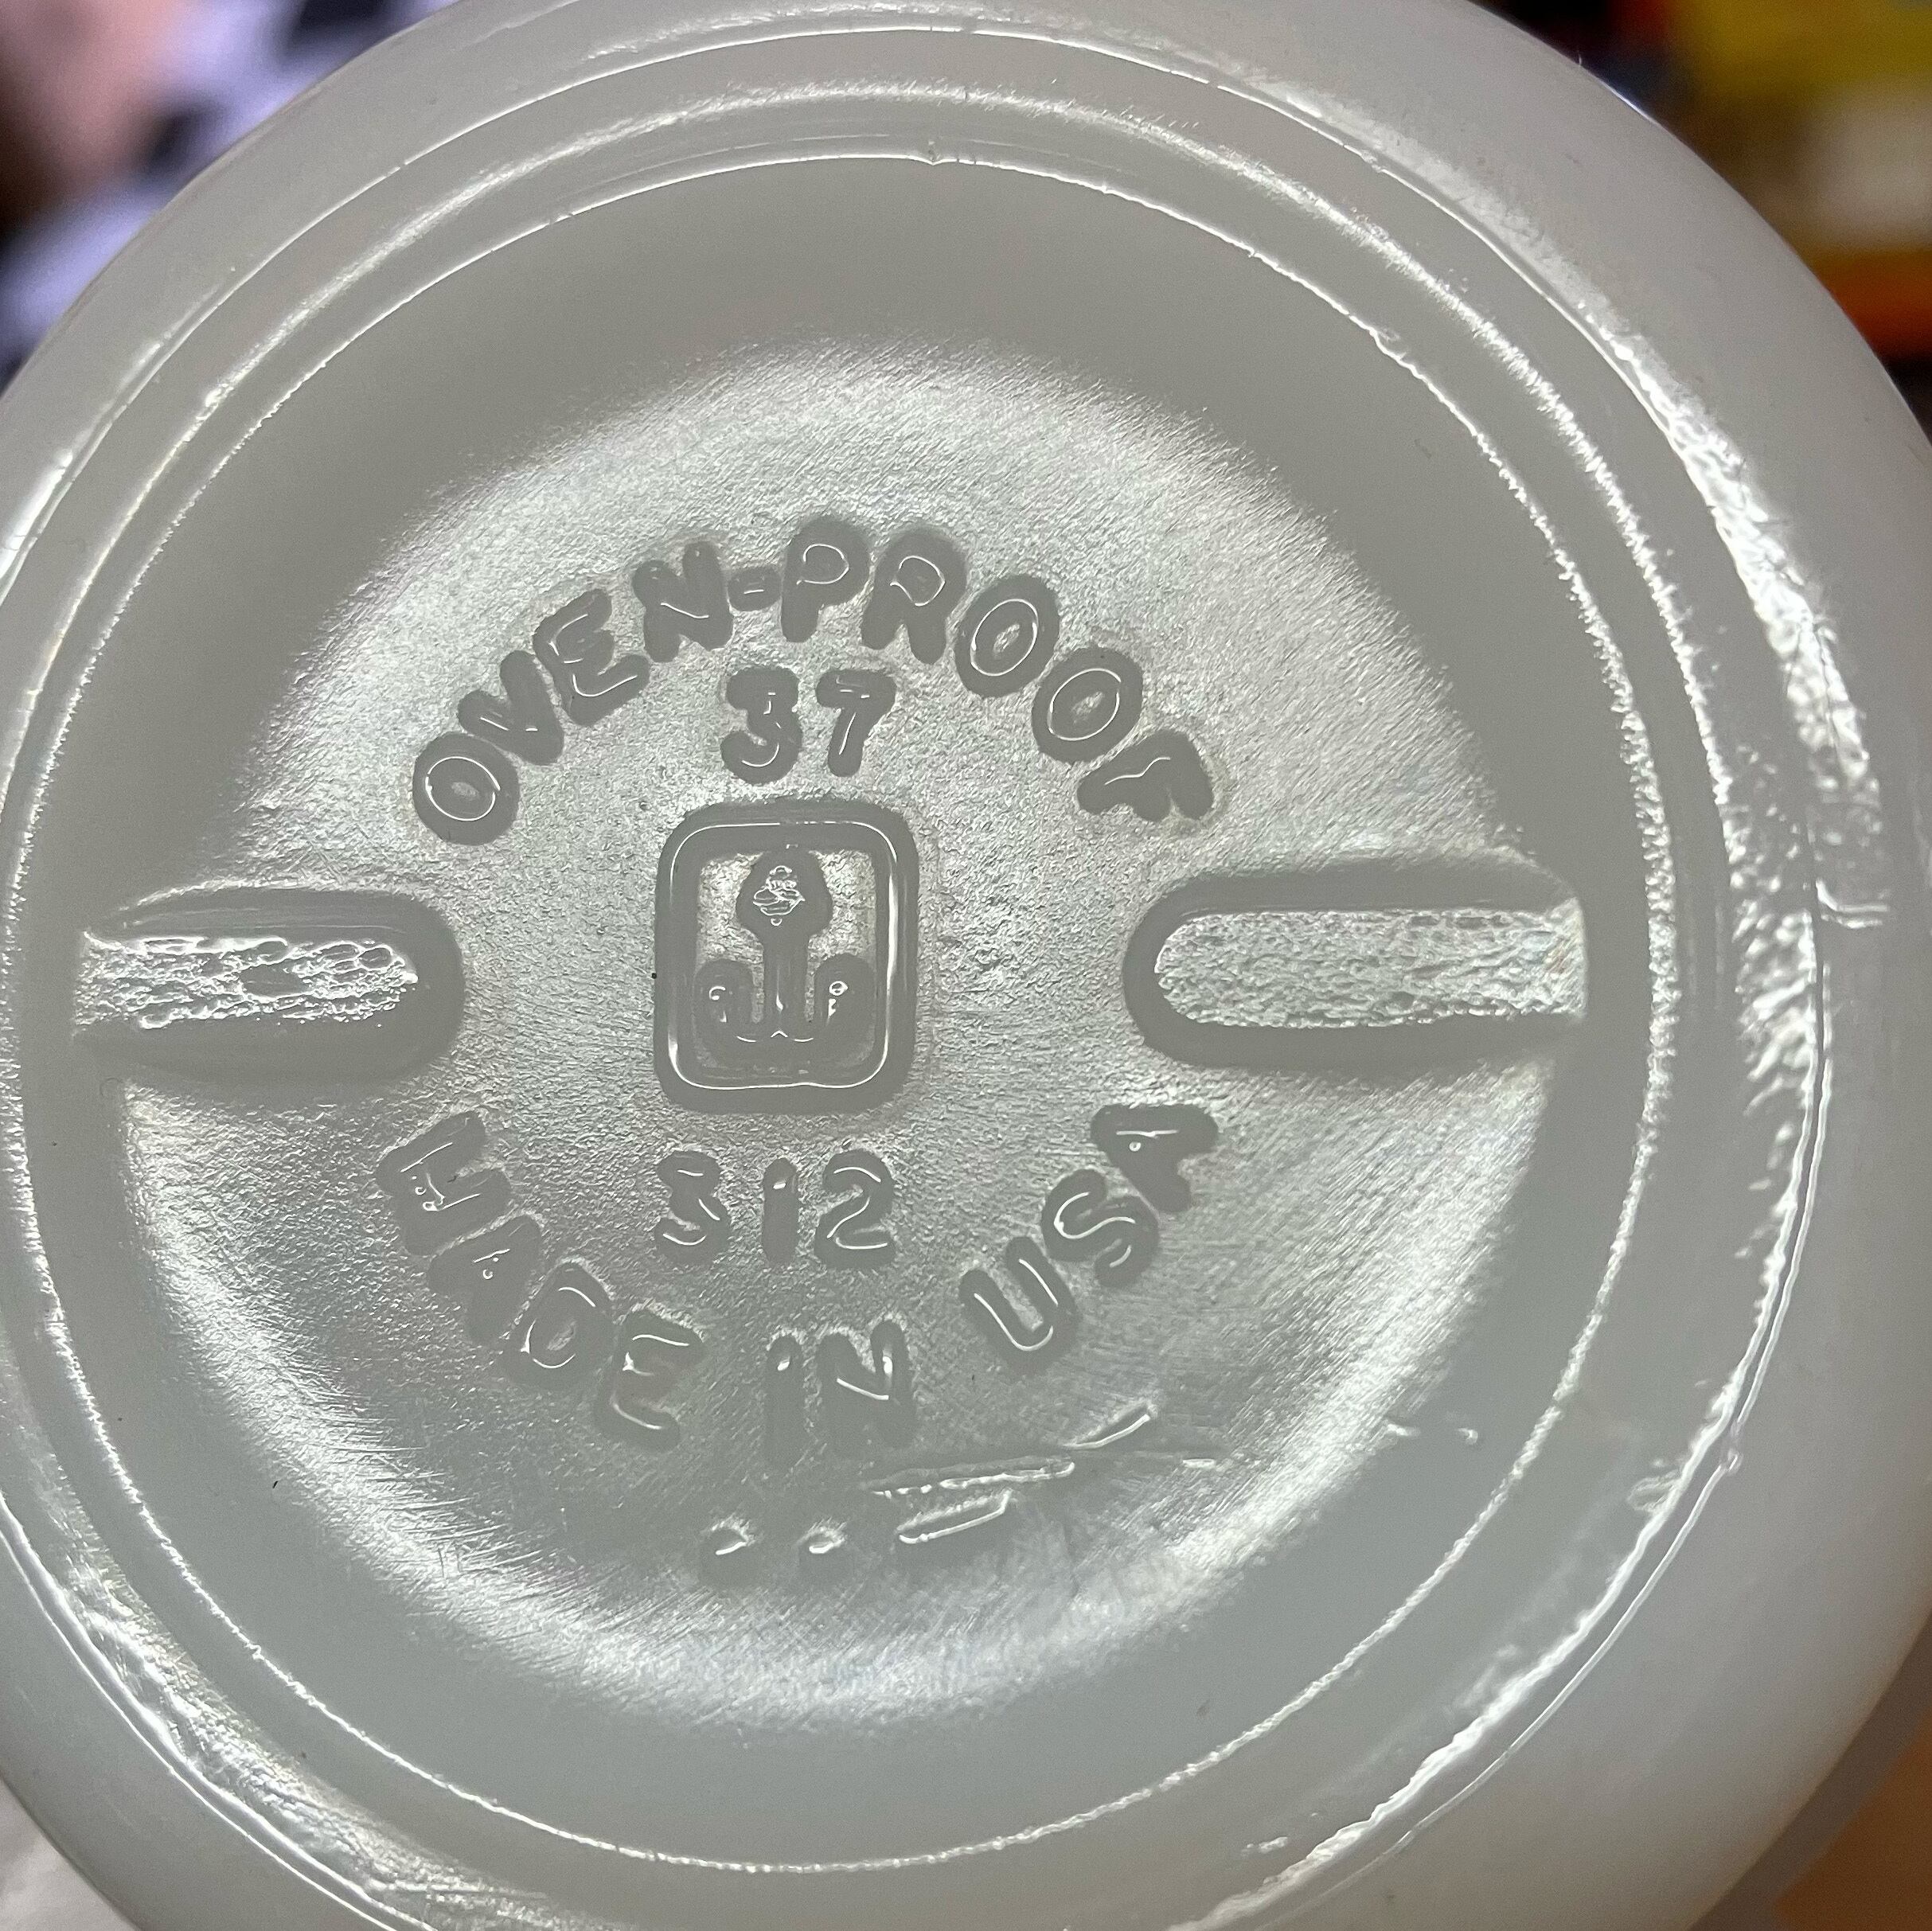 OVEN-PROOF
37
312
MADE IN USA